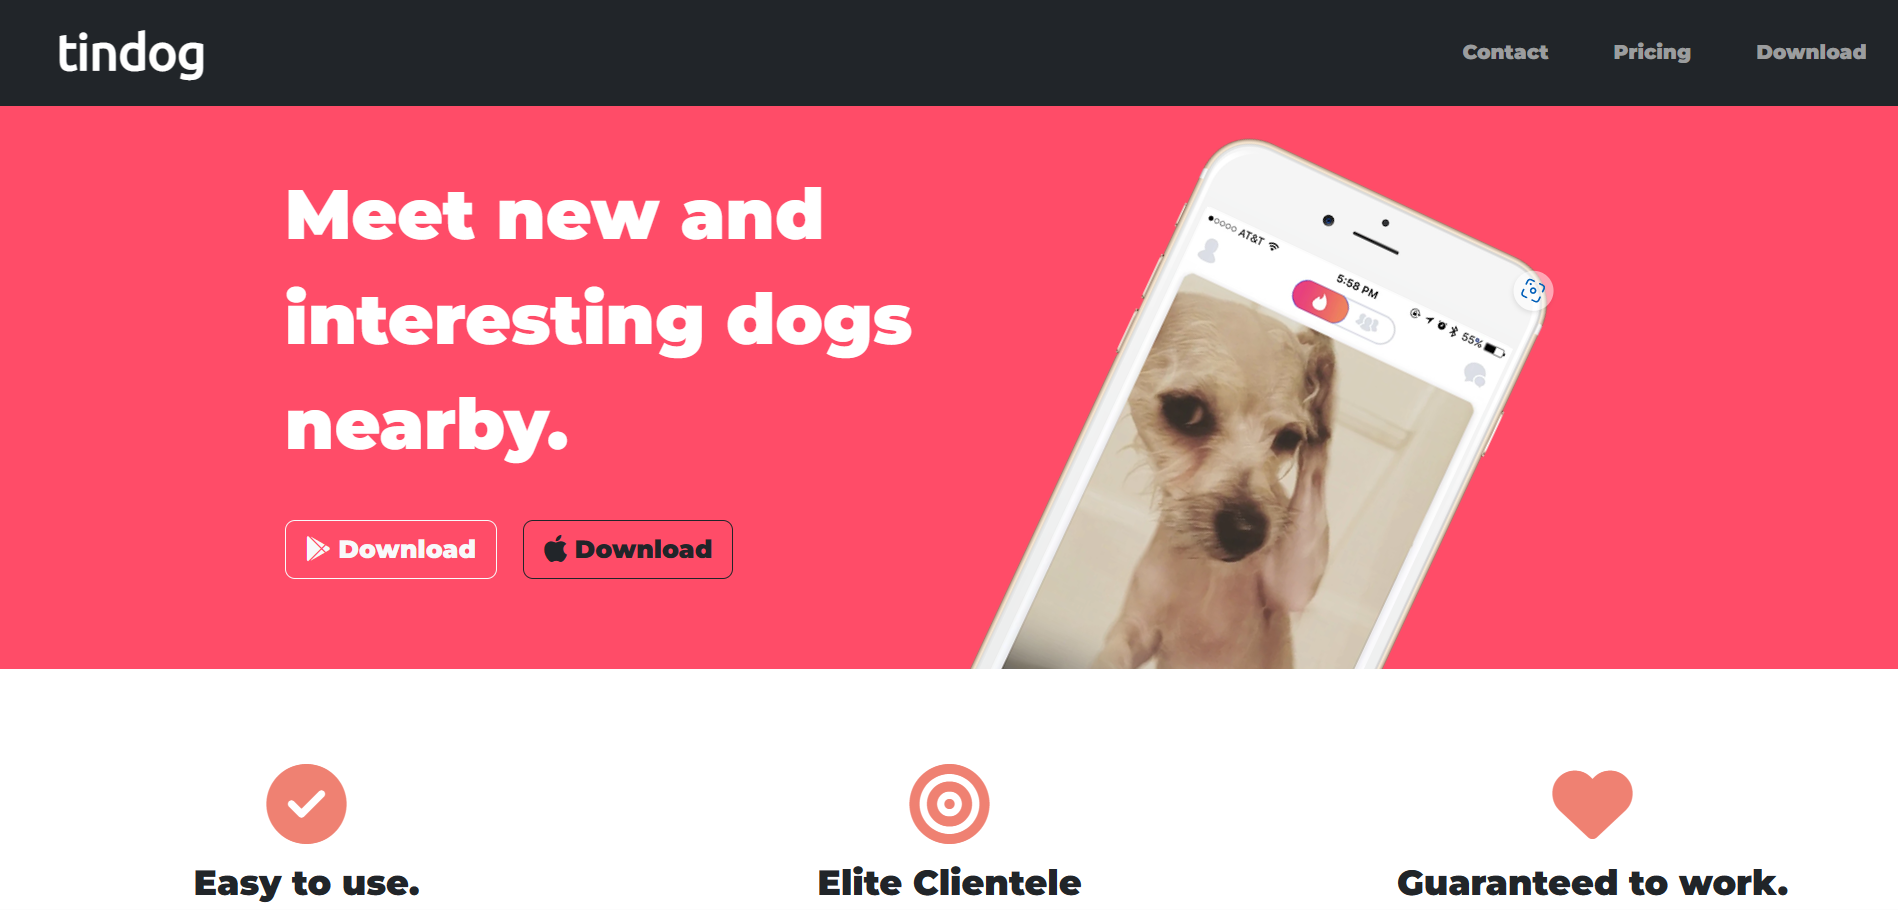 tindog
Contact Pricing Download
Meet new and
interesting dogs
nearby.
Download Download
AT&T
5:58 PM
55%
Easy to use.
Elite Clientele
Guaranteed to work.